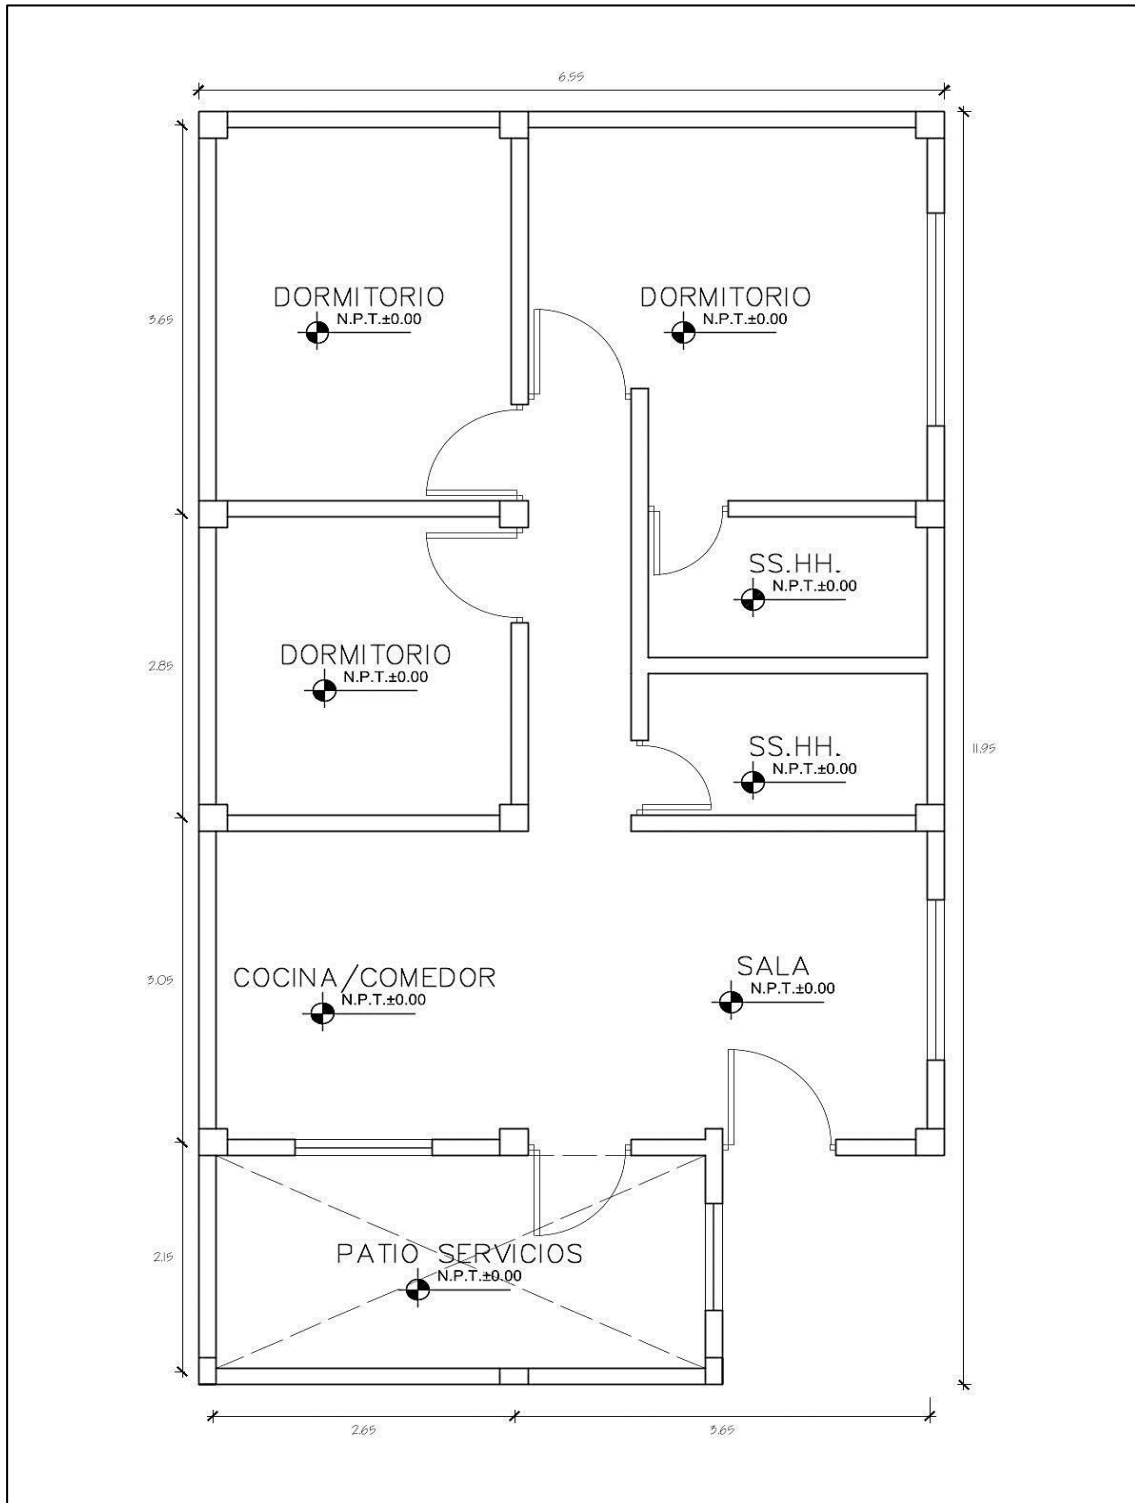 6.55
DORMITORIO
N.P.T.±0.00
DORMITORIO
N.P.T.±0.00
3.65
SS.HH.
N.P.T.±0.00
DORMITORIO
N.P.T.±0.00
2.85
SS.HH.
N.P.T.±0.00
11.95
COCINA/COMEDOR
N.P.T.±0.00
SALA
N.P.T.±0.00
3.05
PATIO SERVICIOS
N.P.T.±0.00
2.15
2.65
3.65